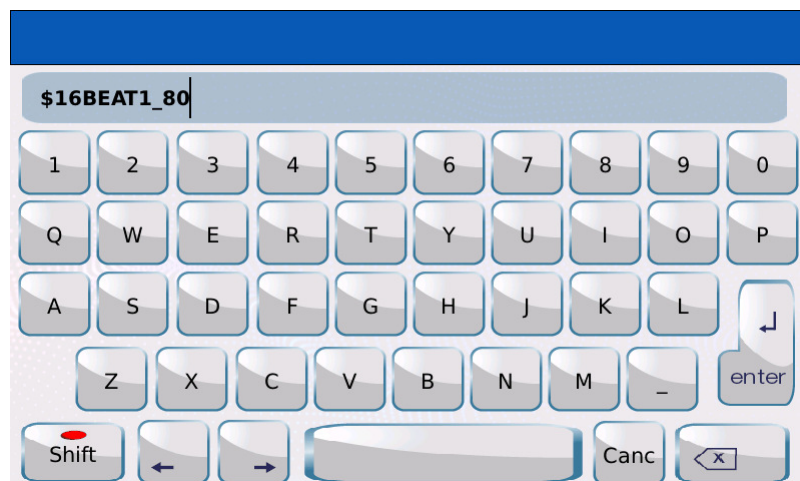 $16BEAT1_80
1 2 3 4 5 6 7 8 9 0
Q W E R T Y U I O P
A S D F G H J K L
enter
Z X C V B N M _
Shift Canc X